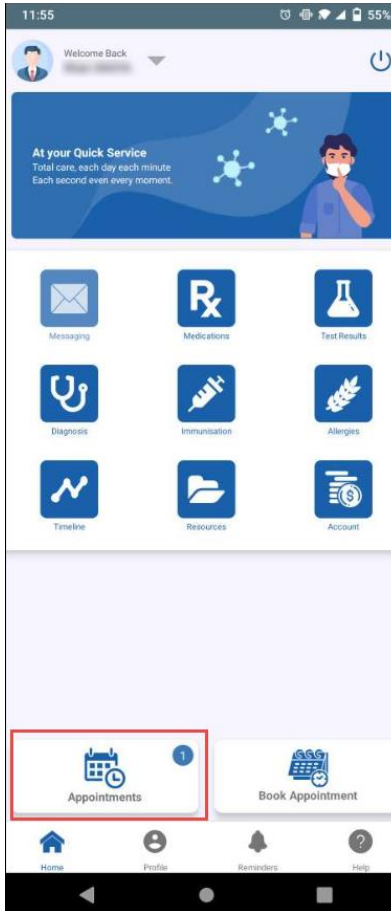 11:55
55%
Welcome Back
At your Quick Service
Total care, each day each minute
Each second even every moment.
Messaging
Rx
Medications
Test Results
Diagnosis
Immunisation
Allergies
Timeline
Resources
$
Account
1
Appointments
Book Appointment
Home
Profile
Reminders
?
Help